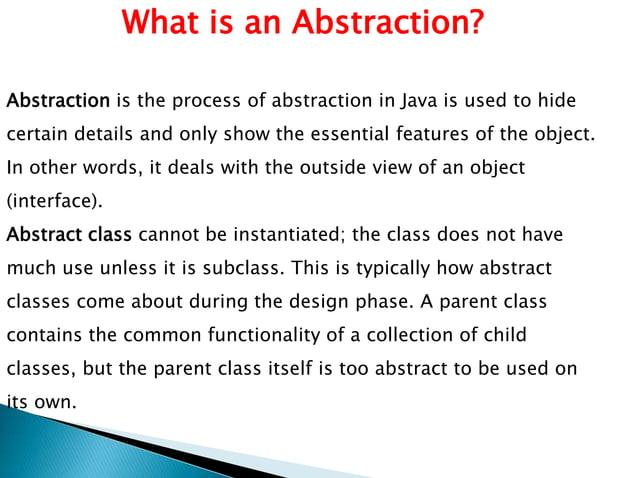 What is an Abstraction?
Abstraction is the process of abstraction in Java is used to hide
certain details and only show the essential features of the object.
In other words, it deals with the outside view of an object
(interface).
Abstract class cannot be instantiated; the class does not have
much use unless it is subclass. This is typically how abstract
classes come about during the design phase. A parent class
contains the common functionality of a collection of child
classes, but the parent class itself is too abstract to be used on
its own.